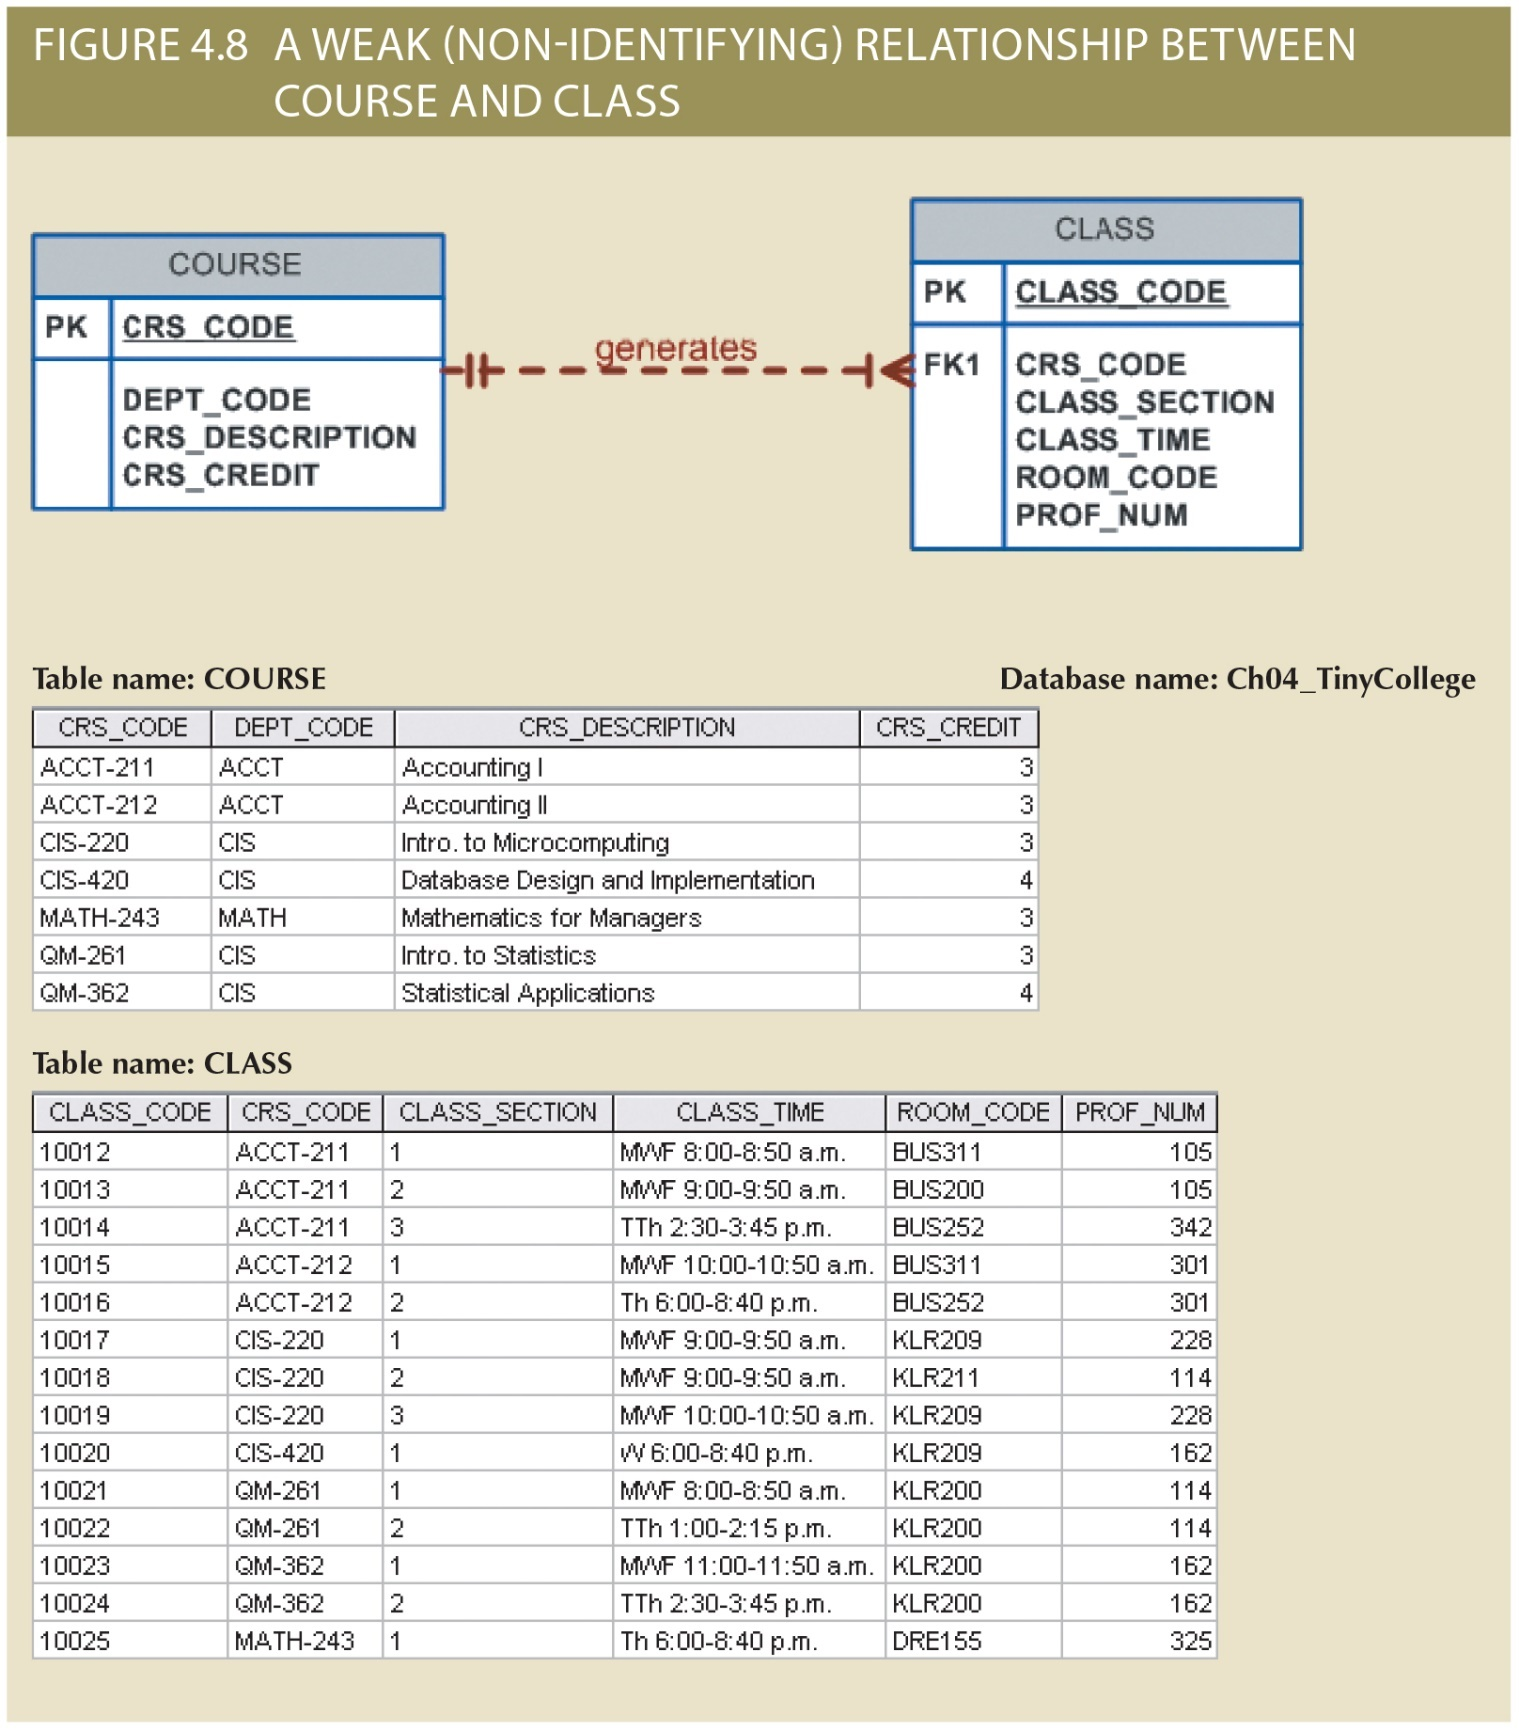 FIGURE 4.8 A WEAK (NON-IDENTIFYING) RELATIONSHIP BETWEEN
COURSE AND CLASS
COURSE
PK CRS_CODE
DEPT_CODE
CRS_DESCRIPTION
CRS_CREDIT
generates
CLASS
PK CLASS_CODE
FK1 CRS_CODE
CLASS_SECTION
CLASS_TIME
ROOM_CODE
PROF_NUM
Table name: COURSE Database name: Ch04_TinyCollege
CRS_CODE DEPT_CODE CRS_DESCRIPTION CRS_CREDIT
ACCT-211 ACCT Accounting I 3
ACCT-212 ACCT Accounting II 3
CIS-220 CIS Intro. to Microcomputing 3
CIS-420 CIS Database Design and Implementation 4
MATH-243 MATH Mathematics for Managers 3
QM-261 CIS Intro. to Statistics 3
QM-362 CIS Statistical Applications 4
Table name: CLASS
CLASS_CODE CRS_CODE CLASS_SECTION CLASS_TIME ROOM_CODE PROF_NUM
10012 ACCT-211 1 MWF 8:00-8:50 a.m. BUS311 105
10013 ACCT-211 2 MWF 9:00-9:50 a.m. BUS200 105
10014 ACCT-211 3 TTh 2:30-3:45 p.m. BUS252 342
10015 ACCT-212 1 MWF 10:00-10:50 a.m. BUS311 301
10016 ACCT-212 2 Th 6:00-8:40 p.m. BUS252 301
10017 CIS-220 1 MWF 9:00-9:50 a.m. KLR209 228
10018 CIS-220 2 MWF 9:00-9:50 a.m. KLR211 114
10019 CIS-220 3 MWF 10:00-10:50 a.m. KLR209 228
10020 CIS-420 1 W 6:00-8:40 p.m. KLR209 162
10021 QM-261 1 MWF 8:00-8:50 a.m. KLR200 114
10022 QM-261 2 TTh 1:00-2:15 p.m. KLR200 114
10023 QM-362 1 MWF 11:00-11:50 a.m. KLR200 162
10024 QM-362 2 TTh 2:30-3:45 p.m. KLR200 162
10025 MATH-243 1 Th 6:00-8:40 p.m. DRE155 325